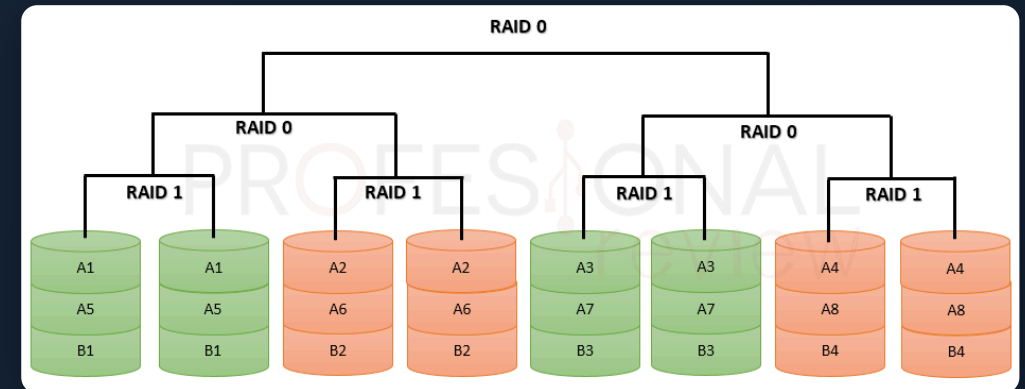 RAID 0
RAID 0 RAID 0
RAID 1 RAID 1 RAID 1 RAID 1
PROFESIONAL
review
A1 A1 A2 A2 A3 A3 A4 A4
A5 A5 A6 A6 A7 A7 A8 A8
B1 B1 B2 B2 B3 B3 B4 B4